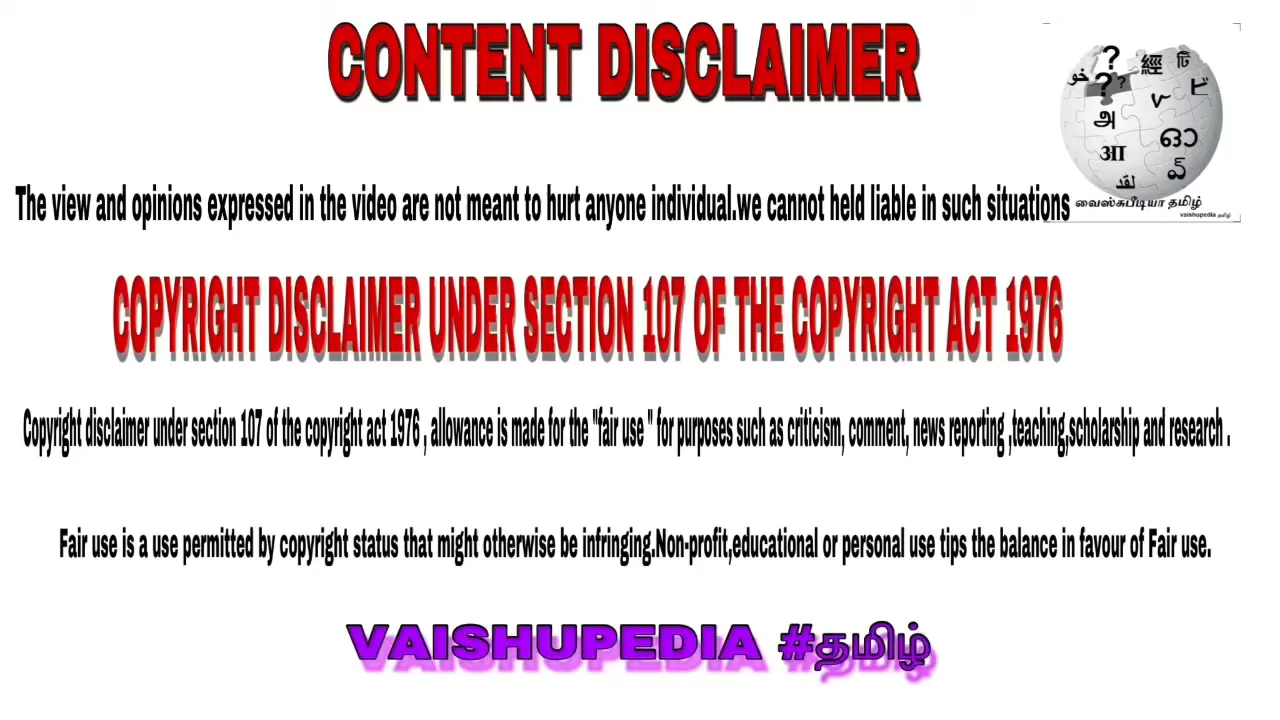 CONTENT DISCLAIMER
The view and opinions expressed in the video are not meant to hurt anyone individual.we cannot held liable in such situations
வைஸ்சுபீடியா தமிழ்
vaishupedia தமிழ்
COPYRIGHT DISCLAIMER UNDER SECTION 107 OF THE COPYRIGHT ACT 1976
Copyright disclaimer under section 107 of the copyright act 1976 , allowance is made for the "fair use " for purposes such as criticism, comment, news reporting ,teaching,scholarship and research .
Fair use is a use permitted by copyright status that might otherwise be infringing.Non-profit,educational or personal use tips the balance in favour of Fair use.
VAISHUPEDIA #தமிழ்